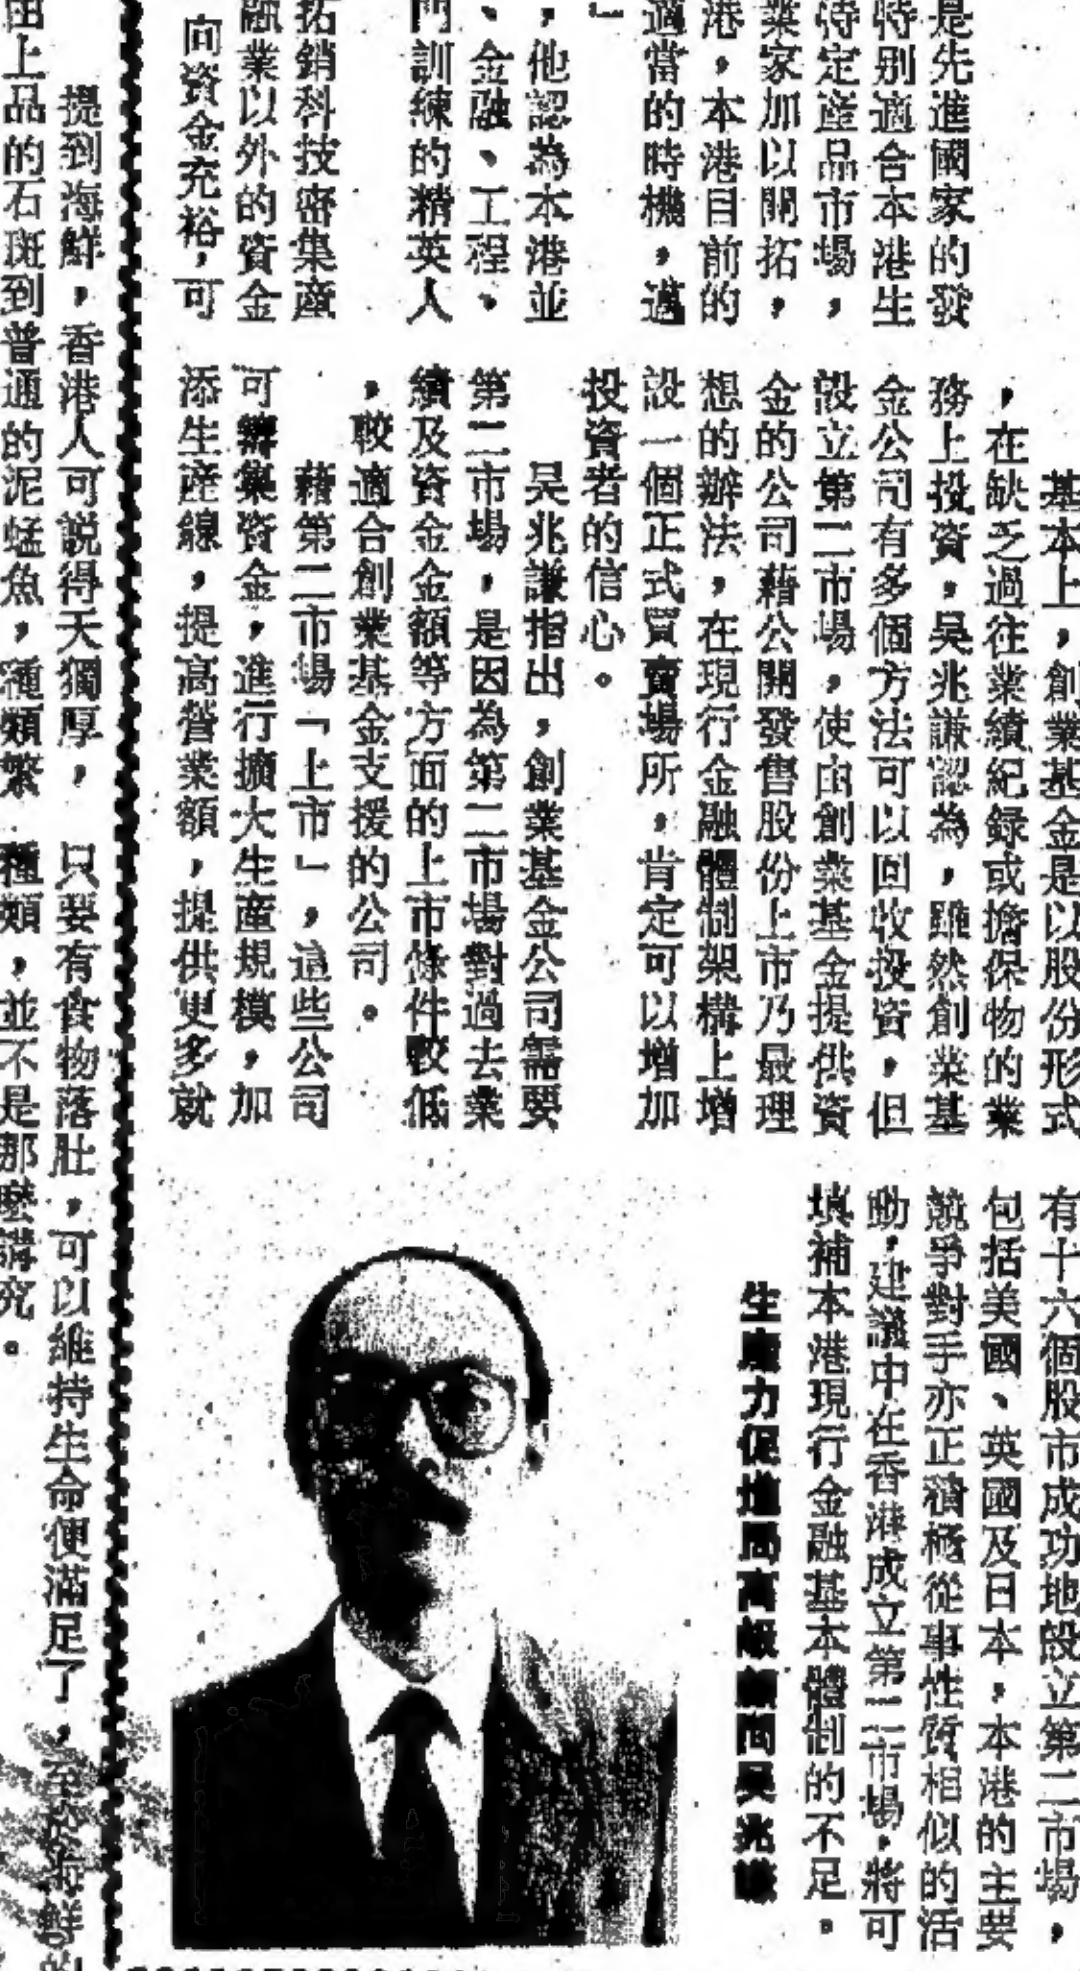 是先進國家的發
特别適合本港生
特定產品市場，
業家加以開拓，
港，本港目前的
適當的時機，適
」
，他認為本港並
、金融、工程、
門訓練的精英人
拓銷科技密集產
融業以外的資金
向資金充裕，可
基本上，創業基金是以股份形式
，在缺乏過往業績紀録或擔保物的業
務上投資，吴兆謙認為，雖然創業基
金公司有多個方法可以回收投資，但
設立第二市場，使由創業基金提供資
金的公司藉公開發售股份上市乃最理
想的辦法，在現行金融體制架構上增
設一個正式買賣場所，肯定可以增加
投資者的信心。
吴兆謙指出，創業基金公司需要
第二市場，是因為第二市場對過去業
績及資金金額等方面的上市條件較低
，較適合創業基金支援的公司。
藉第二市場「上市」，這些公司
可籌集資金，進行擴大生產規模，加
添生產線，提高營業額，提供更多就
有十六個股市成功地設立第二市場，
包括美國、英國及日本，本港的主要
競爭對手亦正積極從事性質相似的活
動，建議中在香港成立第二市場，將可
填補本港現行金融基本體制的不足。
生產力促進局高級顧問吴兆謙
提到海鮮，香港人可説得天獨厚，
由上品的石斑到普通的泥蜢魚，種類繁
只要有食物落肚，可以維持生命便滿足了，至於海鮮的
種類，並不是那麼講究。